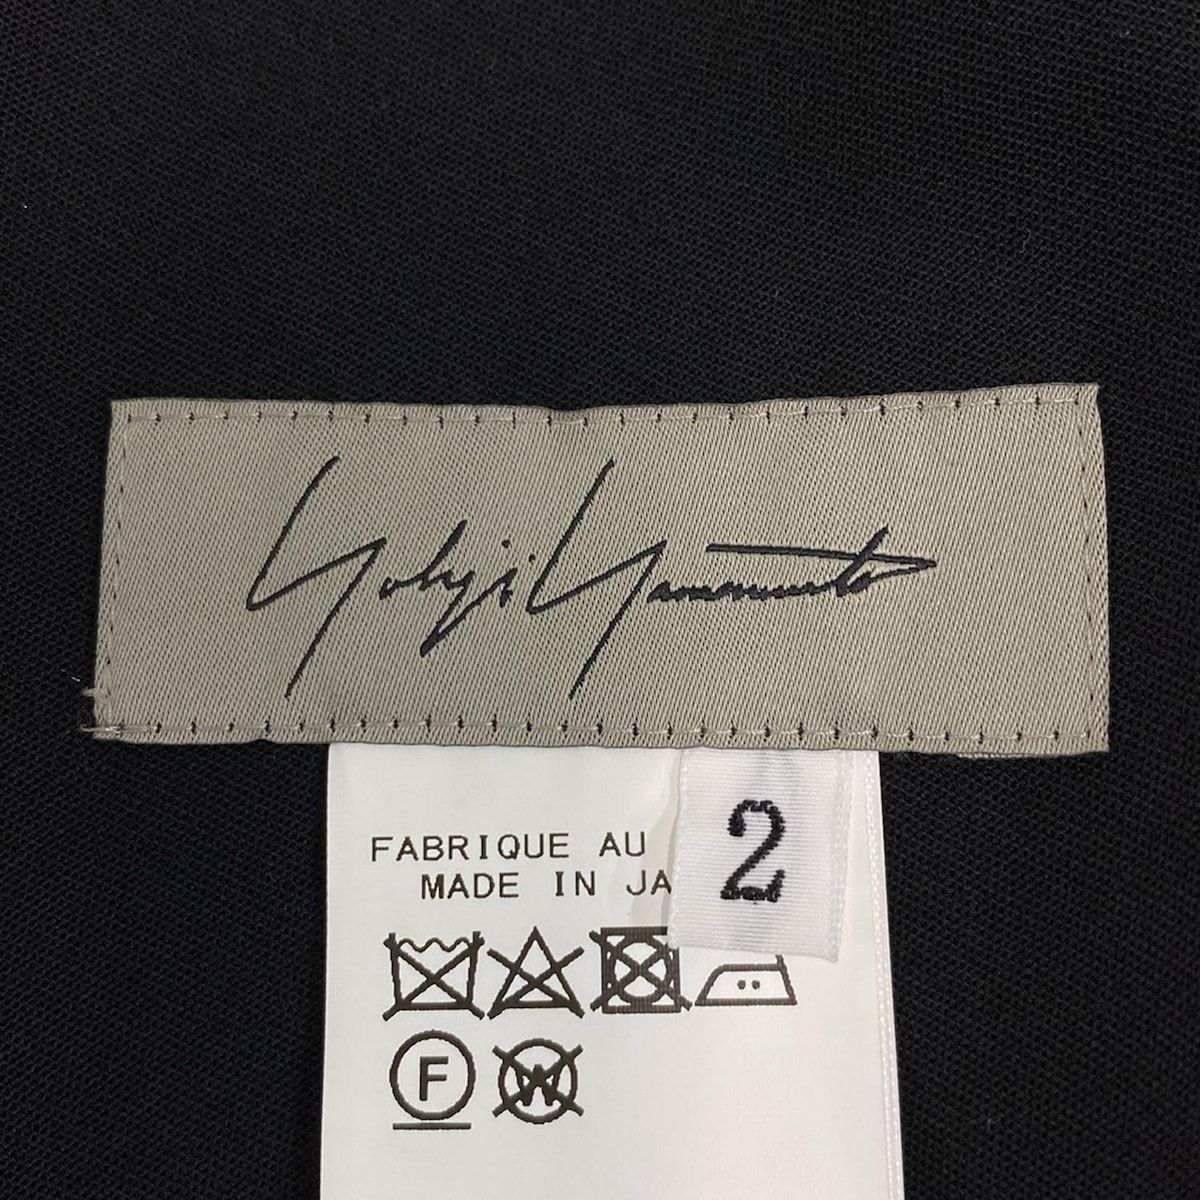 Yohji Yamamoto
2
FABRIQUE AU
MADE IN JA
F
W